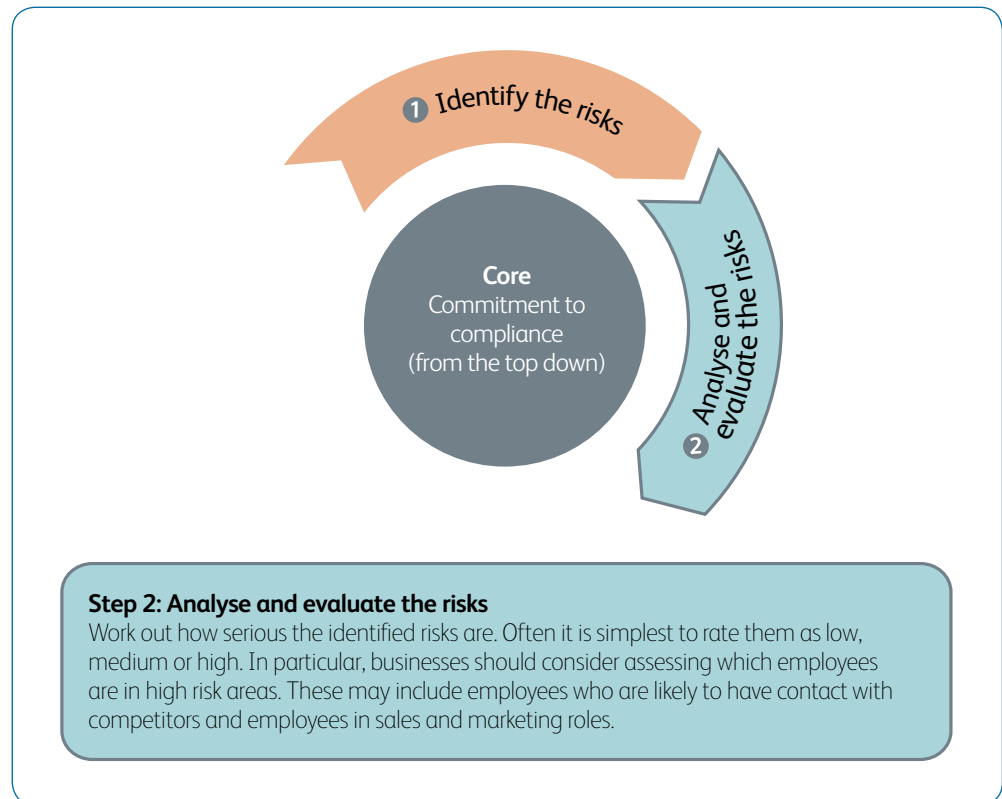 1 Identify the risks
Core
Commitment to
compliance
(from the top down)
2 Analyse and
evaluate the risks
Step 2: Analyse and evaluate the risks
Work out how serious the identified risks are. Often it is simplest to rate them as low,
medium or high. In particular, businesses should consider assessing which employees
are in high risk areas. These may include employees who are likely to have contact with
competitors and employees in sales and marketing roles.